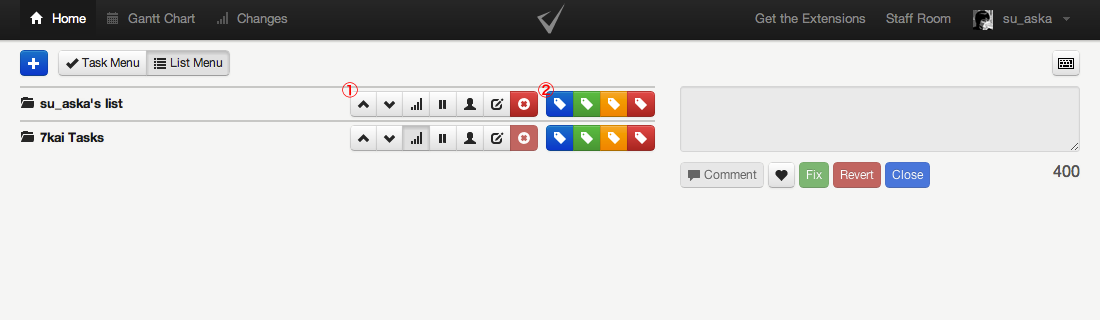 Home Gantt Chart Changes Get the Extensions Staff Room su_aska
Task Menu List Menu
① ②
su_aska's list
7kai Tasks
Comment Fix Revert Close 400